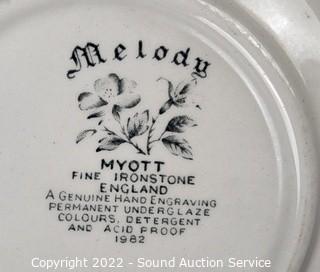 Melody
MYOTT
FINE IRONSTONE
ENGLAND
A GENUINE HAND ENGRAVING
PERMANENT UNDERGLAZE
COLOURS, DETERGENT
AND ACID PROOF
1982
Copyright 2022 - Sound Auction Service